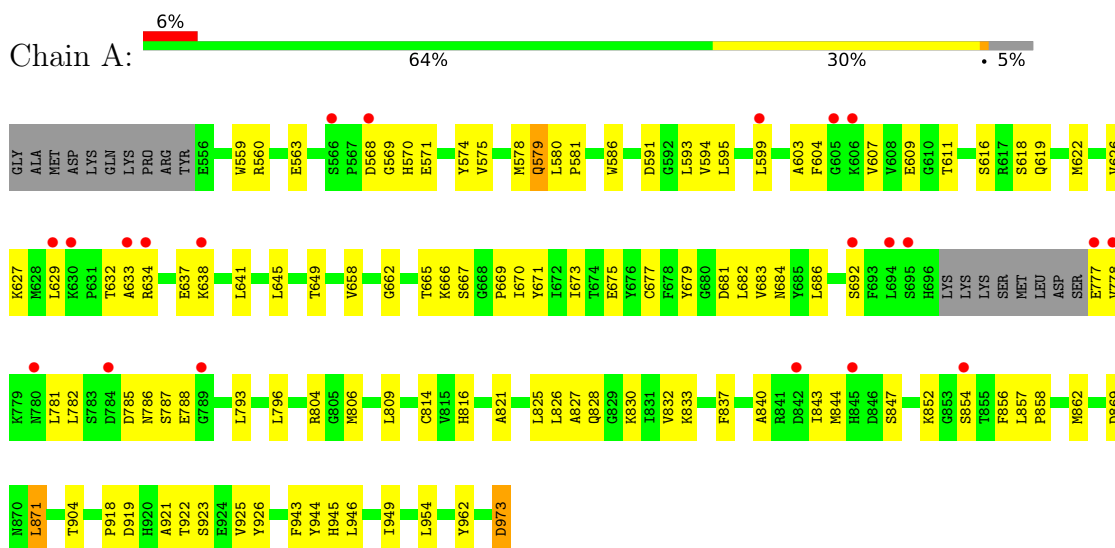 6%
Chain A:
64% 30% • 5%
GLY ALA MET ASP LYS GLN LYS PRO ARG TYR E556 W559 R560 E563 S566 P567 D568 G569 H570 E571 Y574 V575 M578 Q579 L580 P581 W586 D591 G592 L593 V594 L595 L599 A603 F604 G605 K606 V607 V608 E609 G610 T611 S616 R617 S618 Q619 M622
K627 M628 L629 K630 P631 T632 A633 R634 E637 K638 L641 L645 T649 V658 G662 T665 K666 S667 G668 P669 I670 Y671 I672 I673 T674 E675 Y676 C677 F678 Y679 G680 D681 L682 V683 N684 Y685 L686 S692 F693 L694 S695 H696 LYS LYS LYS SER MET LEU ASP SER E777
K779 N780 L781 L782 S783 D784 D785 N786 S787 E788 G789 L793 L796 R804 G805 M806 L809 C814 V815 H816 A821 L825 L826 A827 Q828 G829 K830 I831 V832 K833 F837 A840 R841 D842 I843 M844 H845 D846 S847 K852 G853 S854 T855 F856 L857 P858 M862
N870 L871 T904 P918 D919 H920 A921 T922 S923 E924 V925 Y926 F943 Y944 H945 L946 I949 L954 Y962 D973